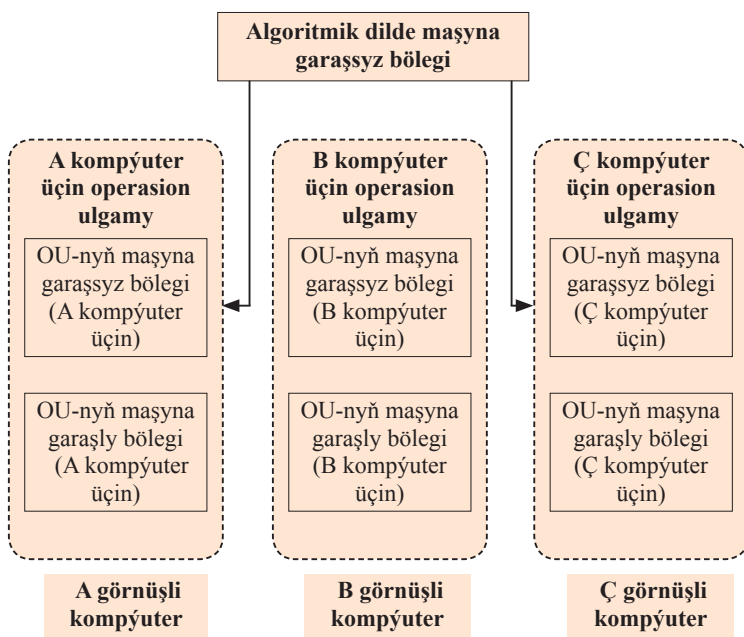 Algoritmik dilde maşyna
garaşsyz bölegi
A kompýuter
üçin operasion
ulgamy
OU-nyň maşyna
garaşsyz bölegi
(A kompýuter
üçin)
OU-nyň maşyna
garaşly bölegi
(A kompýuter
üçin)
A görnüşli
kompýuter
B kompýuter
üçin operasion
ulgamy
OU-nyň maşyna
garaşsyz bölegi
(B kompýuter
üçin)
OU-nyň maşyna
garaşly bölegi
(B kompýuter
üçin)
B görnüşli
kompýuter
Ç kompýuter
üçin operasion
ulgamy
OU-nyň maşyna
garaşsyz bölegi
(Ç kompýuter
üçin)
OU-nyň maşyna
garaşly bölegi
(Ç kompýuter
üçin)
Ç görnüşli
kompýuter